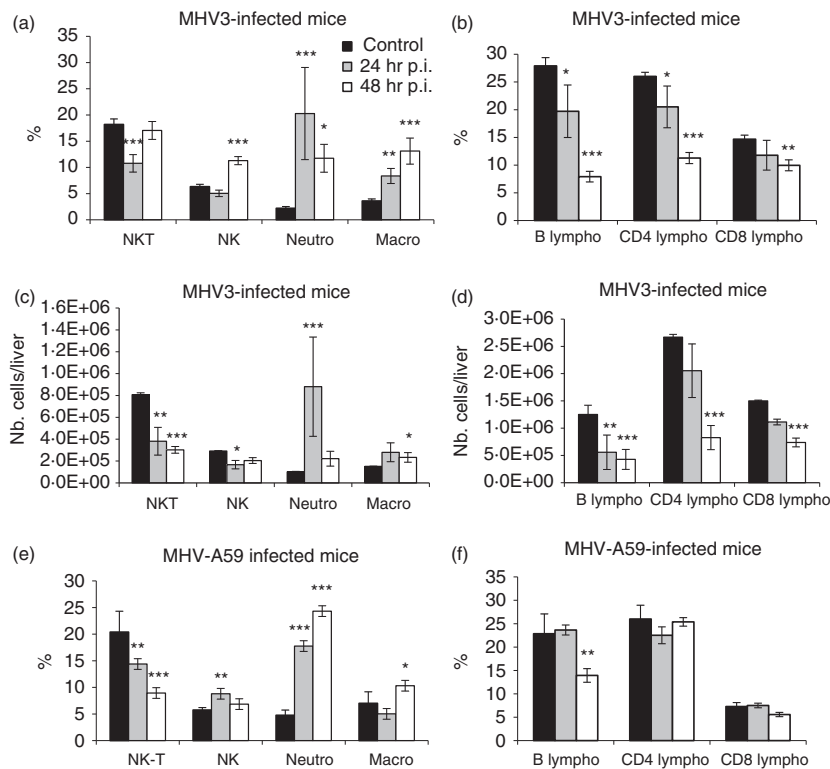 (a) MHV3-infected mice
Control
24 hr p.i.
48 hr p.i.
35
30
25
20
15
10
5
0
%
***
***
***
*
**
***
NKT NK Neutro Macro
(b) MHV3-infected mice
35
30
25
20
15
10
5
0
%
*
***
*
***
**
B lympho CD4 lympho CD8 lympho
(c) MHV3-infected mice
1·6E+06
1·4E+06
1·2E+06
1·0E+06
8·0E+05
6·0E+05
4·0E+05
2·0E+05
0·0E+00
Nb. cells/liver
**
***
*
***
*
NKT NK Neutro Macro
(d) MHV3-infected mice
3·0E+06
2·5E+06
2·0E+06
1·5E+06
1·0E+06
5·0E+05
0·0E+00
Nb. cells/liver
**
***
***
***
B lympho CD4 lympho CD8 lympho
(e) MHV-A59 infected mice
30
25
20
15
10
5
0
%
**
***
**
***
***
*
NK-T NK Neutro Macro
(f) MHV-A59-infected mice
35
30
25
20
15
10
5
0
%
**
B lympho CD4 lympho CD8 lympho